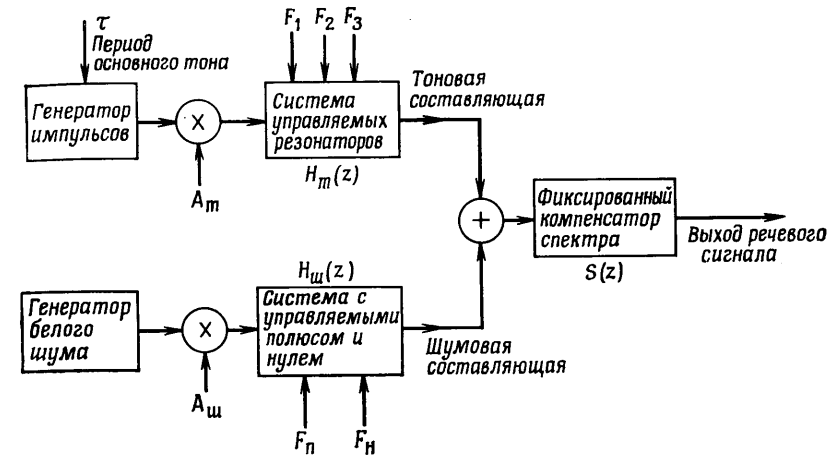 τ
Период
основного тона
F1 F2 F3
Генератор
импульсов
×
Aт
Система
управляемых
резонаторов
Hт(z)
Тоновая
составляющая
+
Фиксированный
компенсатор
спектра
S(z)
Выход речевого
сигнала
Генератор
белого
шума
×
Aш
Hш(z)
Система с
управляемыми
полюсом и
нулем
Fп Fн
Шумовая
составляющая